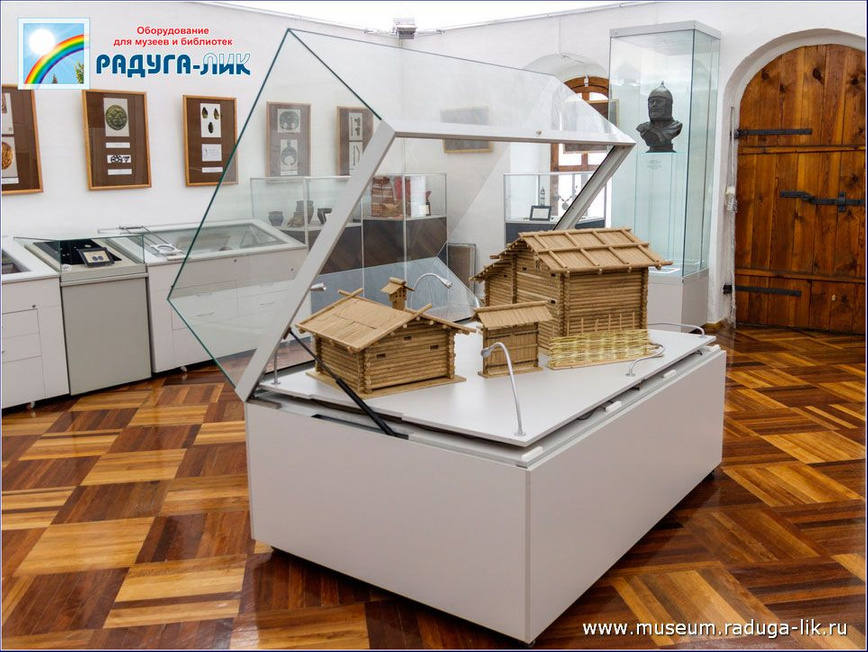 Оборудование
для музеев и библиотек
РАДУГА-ЛИК
www.museum.raduga-lik.ru